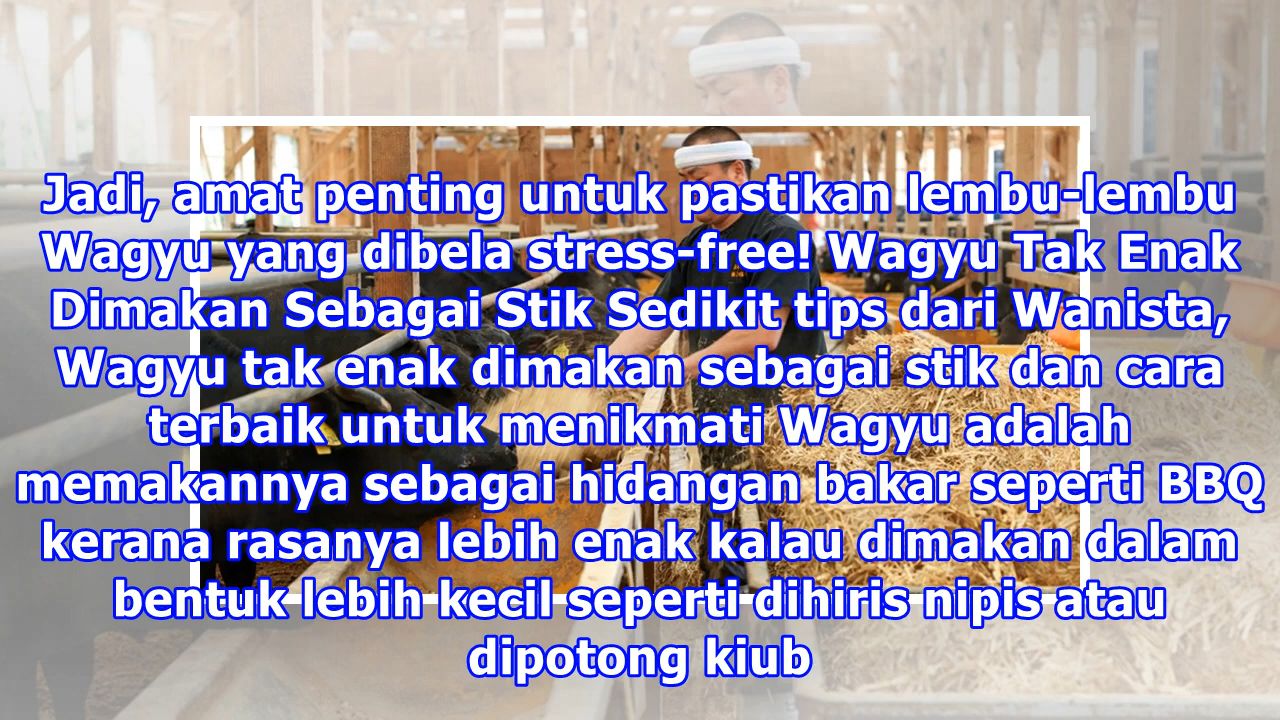 Jadi, amat penting untuk pastikan lembu-lembu
Wagyu yang dibela stress-free! Wagyu Tak Enak
Dimakan Sebagai Stik Sedikit tips dari Wanista,
Wagyu tak enak dimakan sebagai stik dan cara
terbaik untuk menikmati Wagyu adalah
memakannya sebagai hidangan bakar seperti BBQ
kerana rasanya lebih enak kalau dimakan dalam
bentuk lebih kecil seperti dihiris nipis atau
dipotong kiub